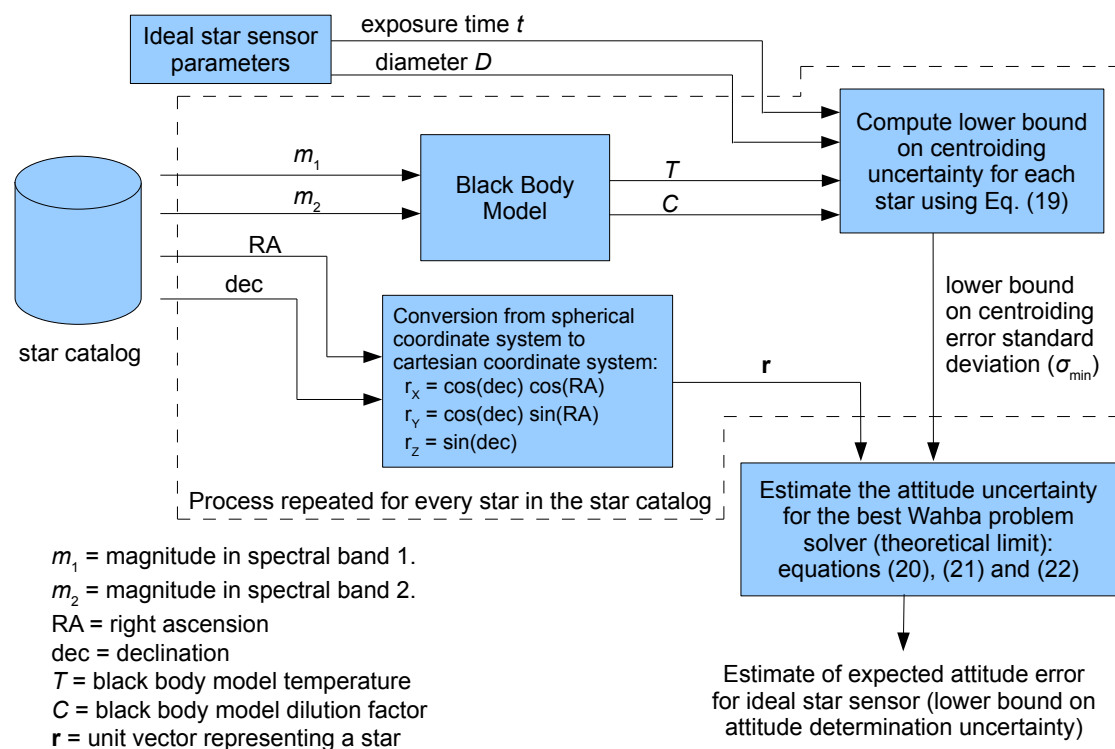 Ideal star sensor
parameters
exposure time t
diameter D
Compute lower bound
on centroiding
uncertainty for each
star using Eq. (19)
m1
m2
Black Body
Model
T
C
RA
dec
star catalog
Conversion from spherical
coordinate system to
cartesian coordinate system:
rX = cos(dec) cos(RA)
rY = cos(dec) sin(RA)
rZ = sin(dec)
r
lower bound
on centroiding
error standard
deviation (σmin)
Process repeated for every star in the star catalog
Estimate the attitude uncertainty
for the best Wahba problem
solver (theoretical limit):
equations (20), (21) and (22)
m1 = magnitude in spectral band 1.
m2 = magnitude in spectral band 2.
RA = right ascension
dec = declination
T = black body model temperature
C = black body model dilution factor
r = unit vector representing a star
Estimate of expected attitude error
for ideal star sensor (lower bound on
attitude determination uncertainty)